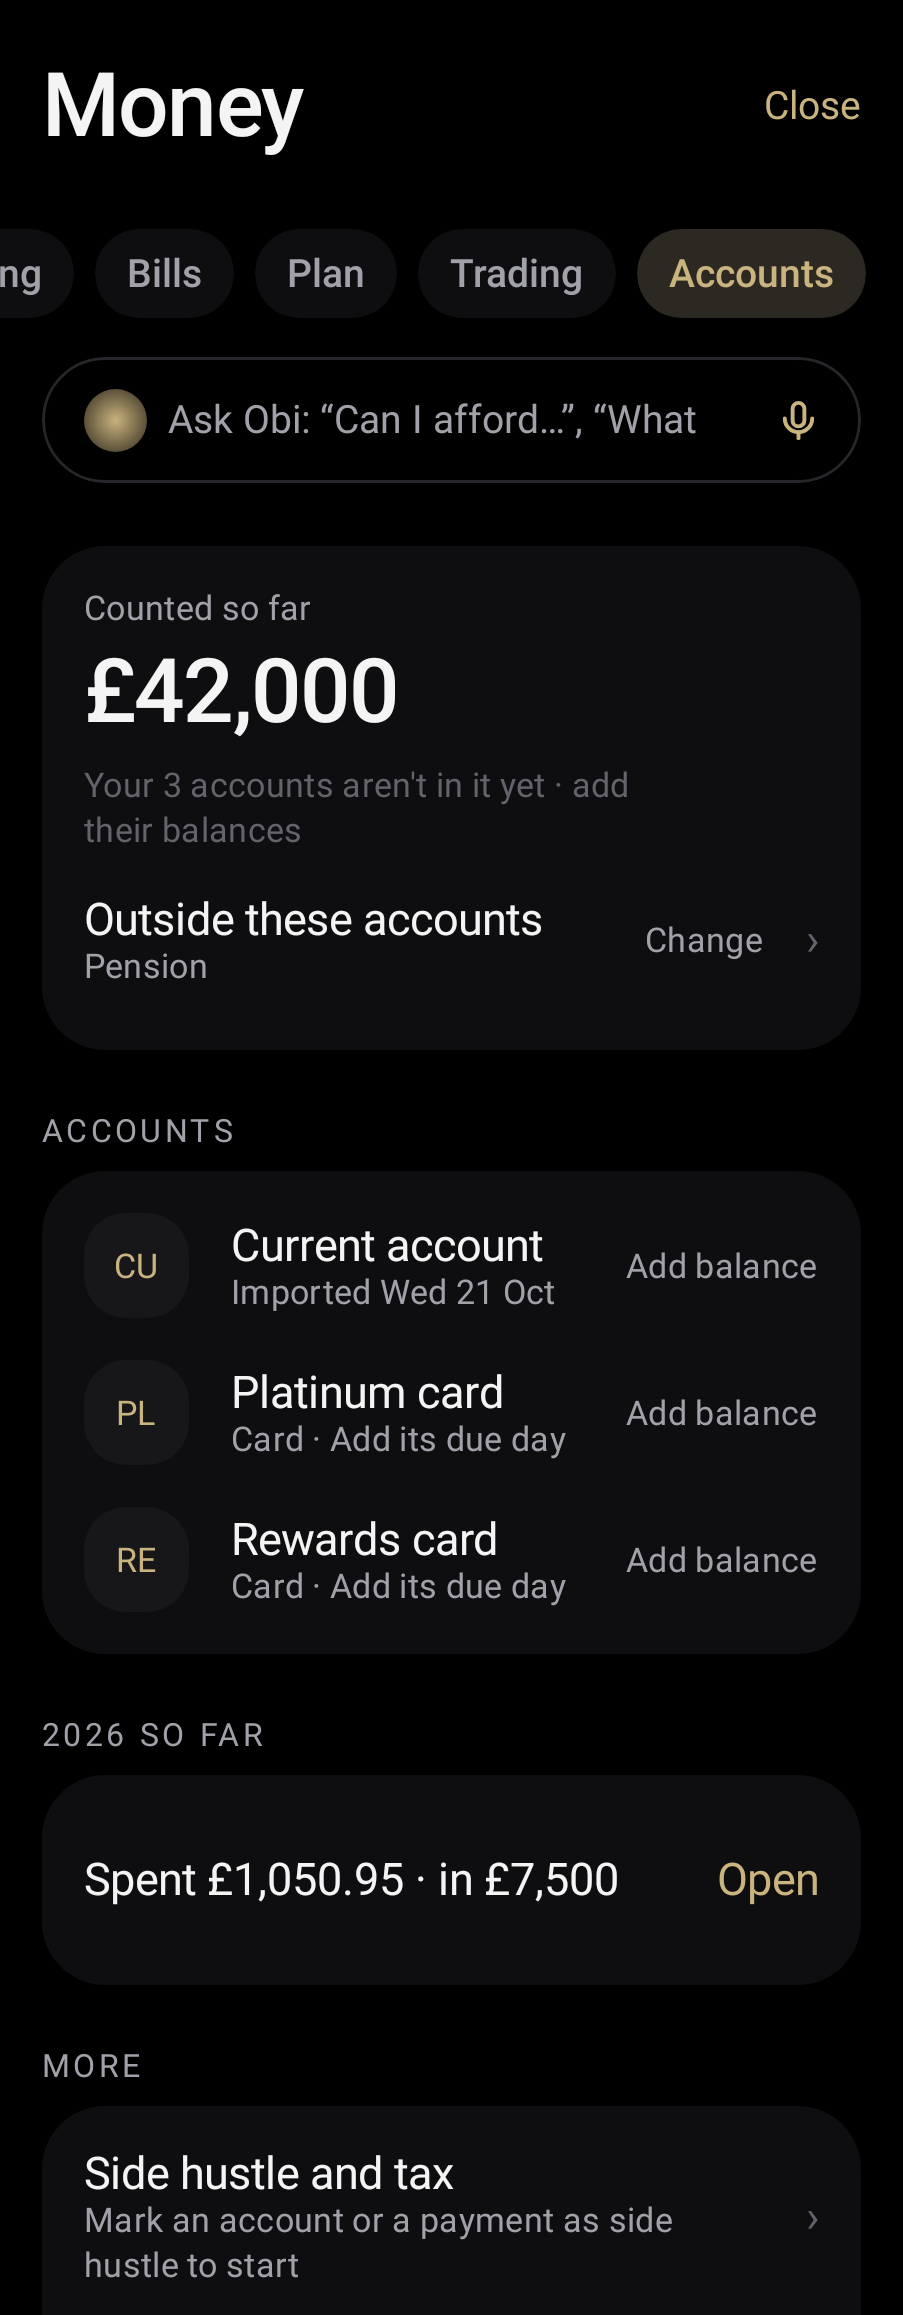 Money
Close
ng
Bills
Plan
Trading
Accounts
Ask Obi: “Can I afford…”, “What
Counted so far
£42,000
Your 3 accounts aren't in it yet · add
their balances
Outside these accounts
Pension
Change ›
ACCOUNTS
CU
Current account
Imported Wed 21 Oct
Add balance
PL
Platinum card
Card · Add its due day
Add balance
RE
Rewards card
Card · Add its due day
Add balance
2026 SO FAR
Spent £1,050.95 · in £7,500
Open
MORE
Side hustle and tax
Mark an account or a payment as side
hustle to start
›